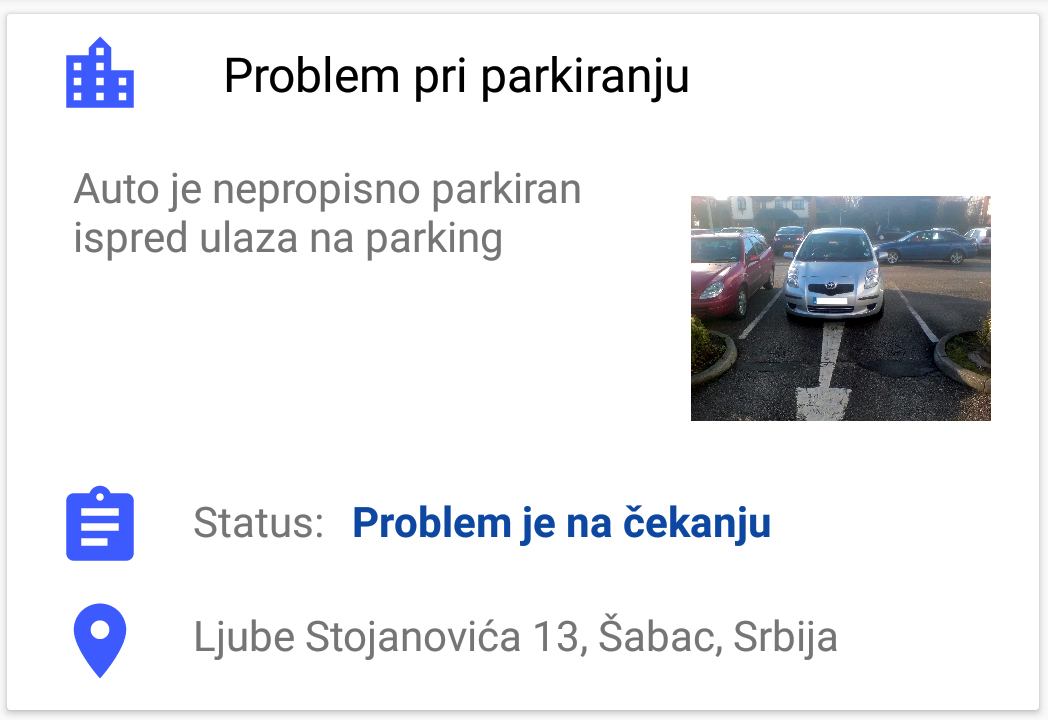 Problem pri parkiranju
Auto je nepropisno parkiran
ispred ulaza na parking
Status: Problem je na čekanju
Ljube Stojanovića 13, Šabac, Srbija